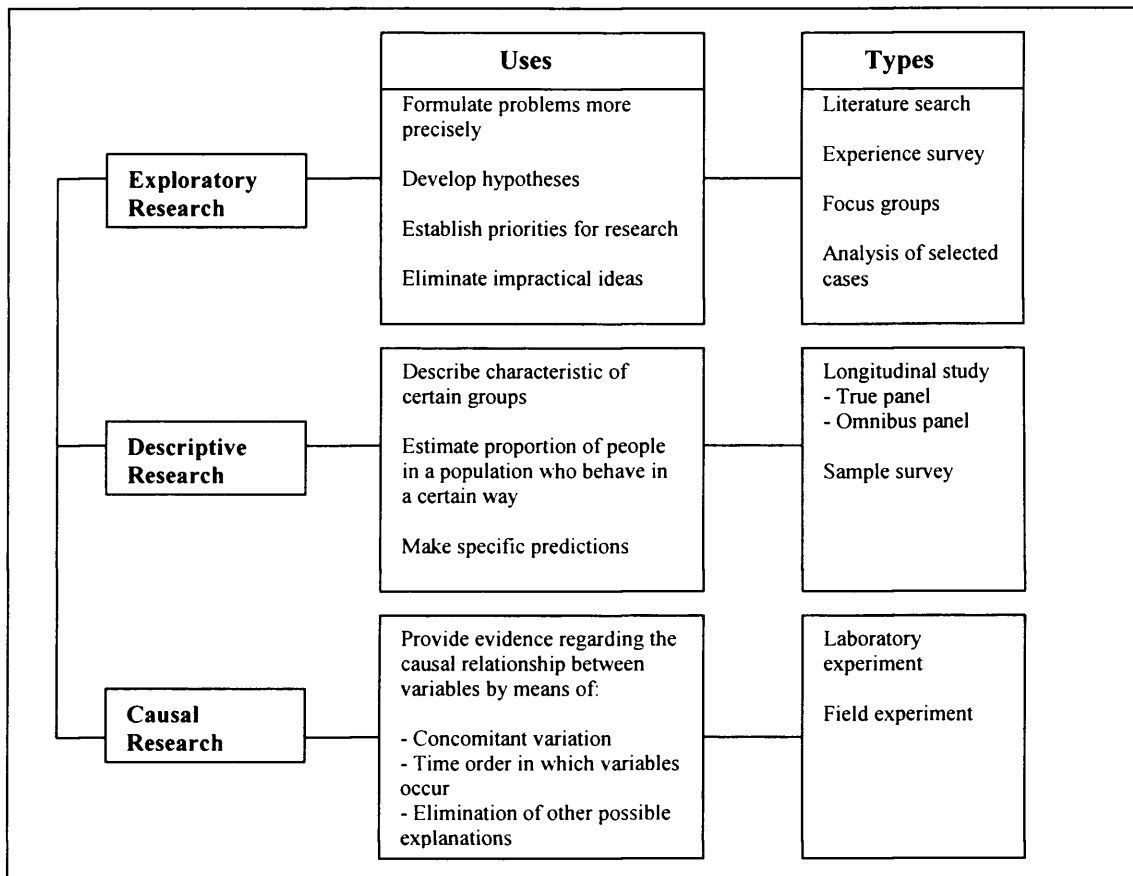 Uses
Types
Exploratory
Research
Formulate problems more
precisely
Develop hypotheses
Establish priorities for research
Eliminate impractical ideas
Literature search
Experience survey
Focus groups
Analysis of selected
cases
Descriptive
Research
Describe characteristic of
certain groups
Estimate proportion of people
in a population who behave in
a certain way
Make specific predictions
Longitudinal study
- True panel
- Omnibus panel
Sample survey
Causal
Research
Provide evidence regarding the
causal relationship between
variables by means of:
- Concomitant variation
- Time order in which variables
occur
- Elimination of other possible
explanations
Laboratory
experiment
Field experiment